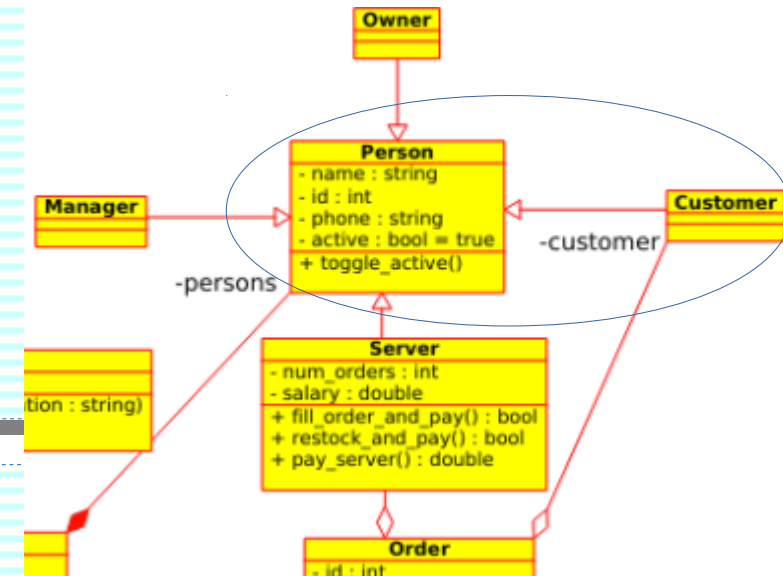 Owner
Person
- name : string
- id : int
- phone : string
- active : bool = true
+ toggle_active()
Manager
Customer
-customer
-persons
Server
- num_orders : int
- salary : double
+ fill_order_and_pay() : bool
+ restock_and_pay() : bool
+ pay_server() : double
tion : string)
Order
- id : int